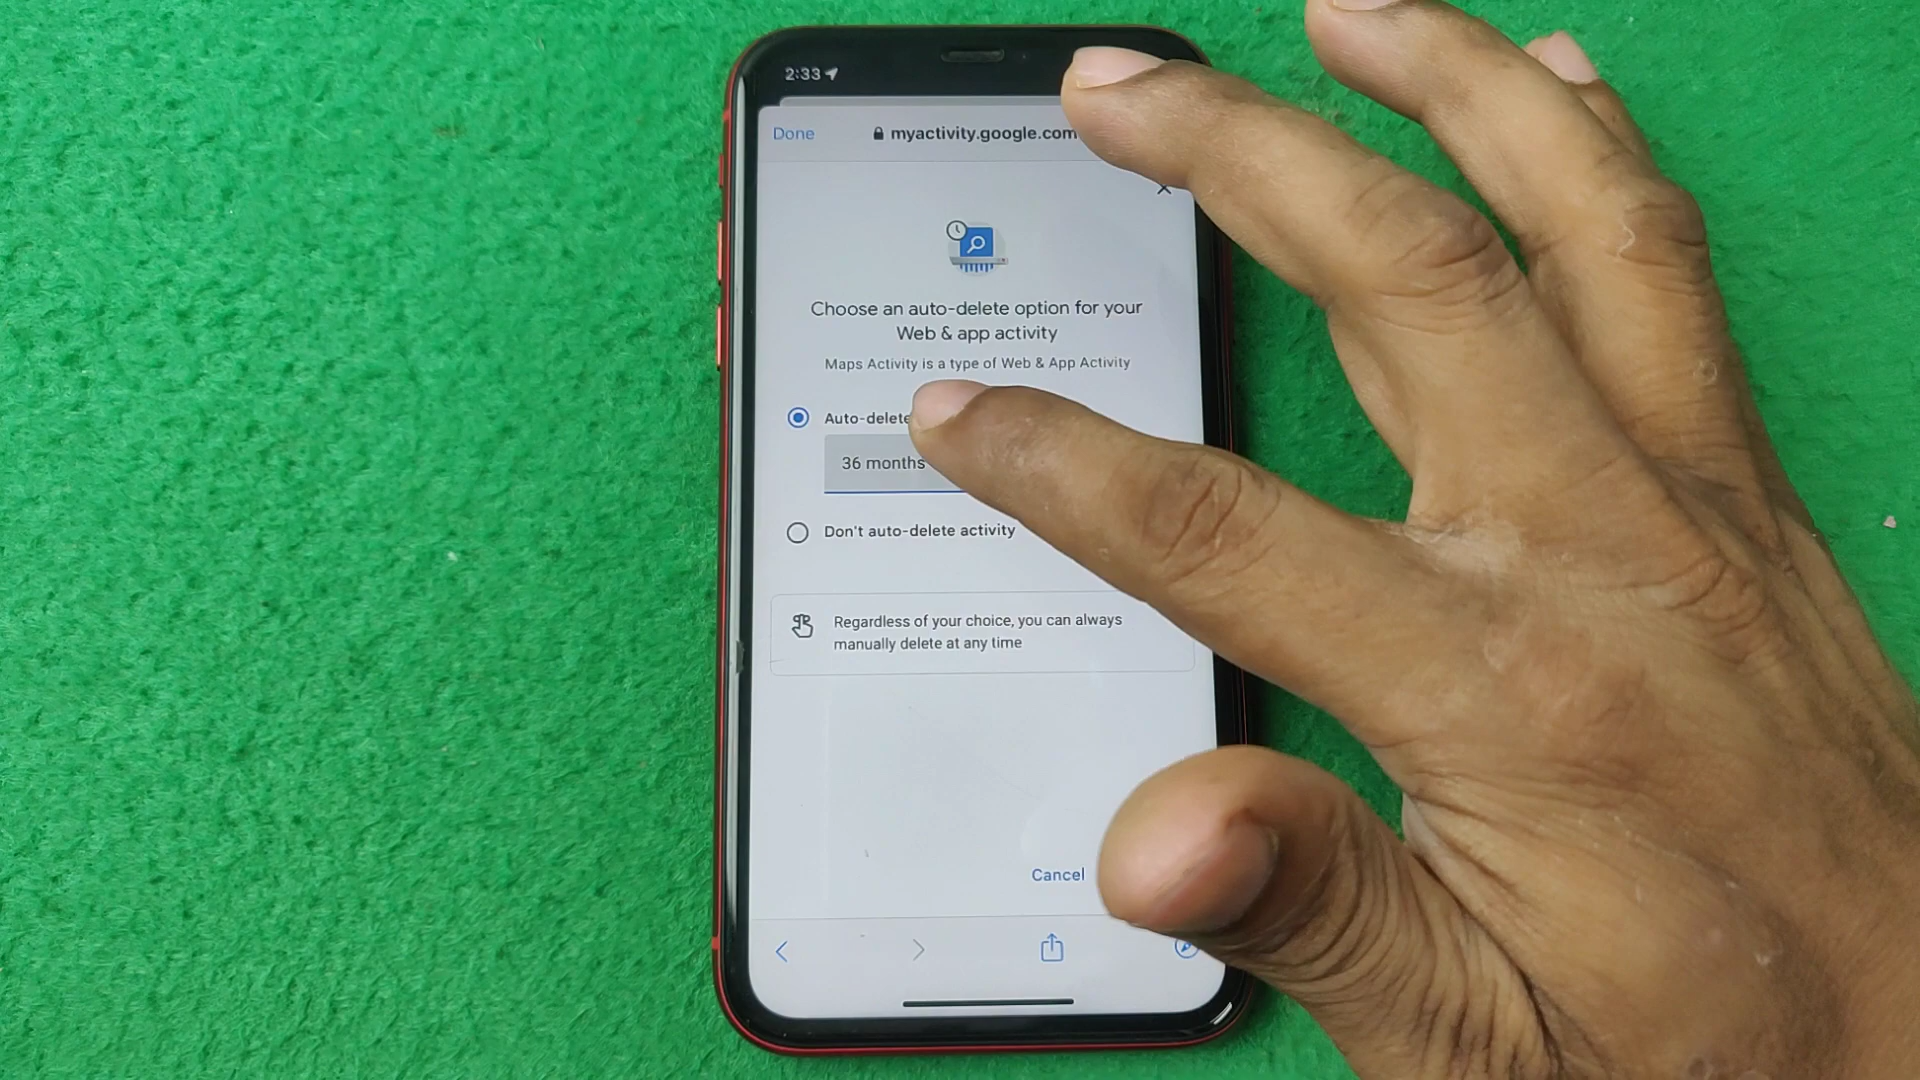 2:33
Done
myactivity.google.com
Choose an auto-delete option for your
Web & app activity
Maps Activity is a type of Web & App Activity
Auto-delete
36 months
Don't auto-delete activity
Regardless of your choice, you can always
manually delete at any time
Cancel